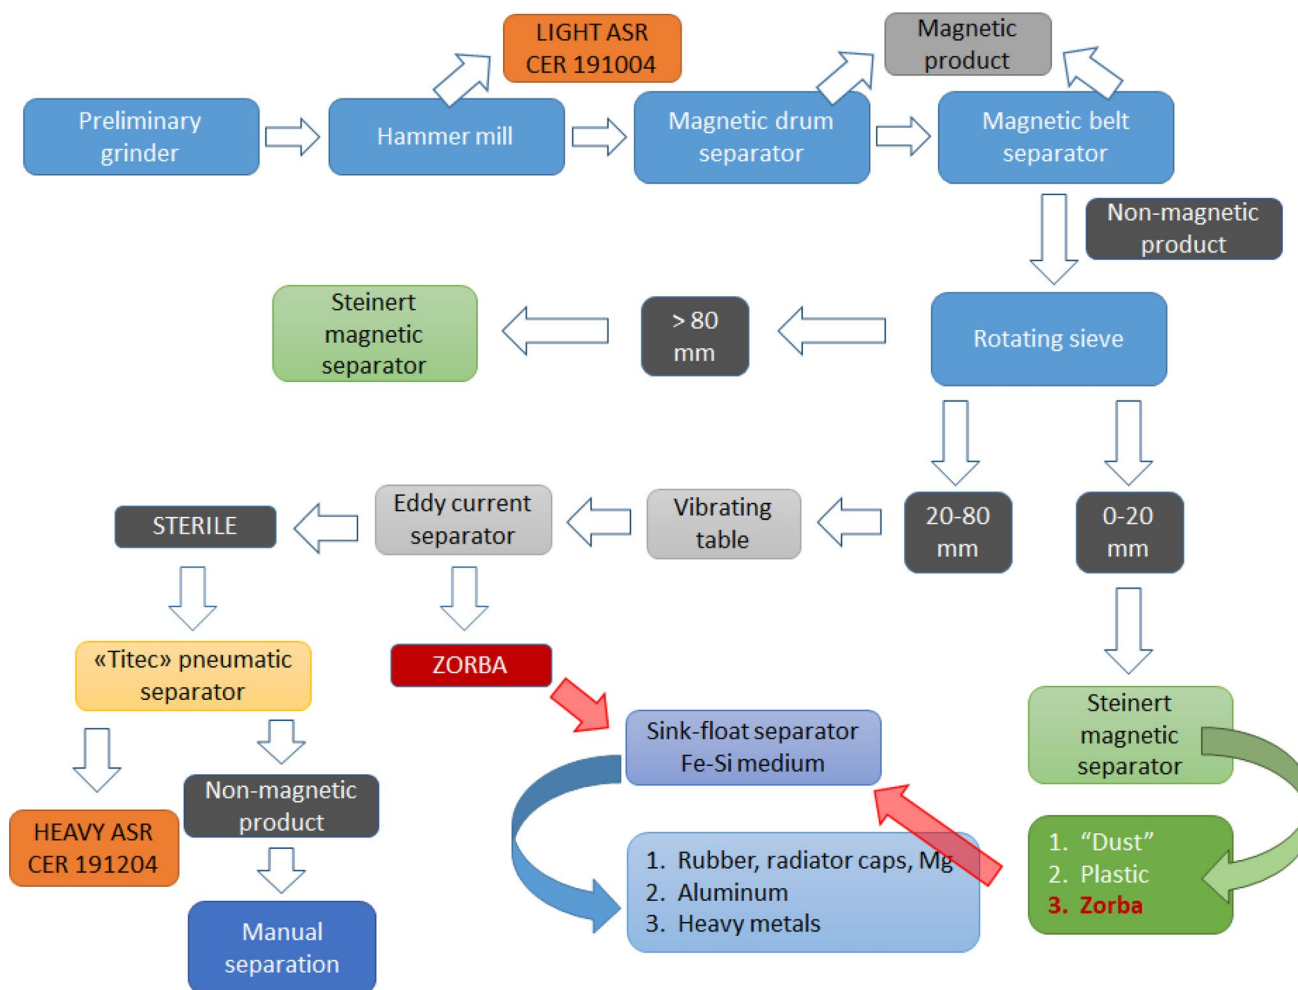 LIGHT ASR
CER 191004
Magnetic
product
Preliminary
grinder
Hammer mill
Magnetic drum
separator
Magnetic belt
separator
Non-magnetic
product
Steinert
magnetic
separator
> 80
mm
Rotating sieve
STERILE
Eddy current
separator
Vibrating
table
20-80
mm
0-20
mm
«Titec» pneumatic
separator
ZORBA
Sink-float separator
Fe-Si medium
Steinert
magnetic
separator
HEAVY ASR
CER 191204
Non-magnetic
product
1. Rubber, radiator caps, Mg
2. Aluminum
3. Heavy metals
1. “Dust”
2. Plastic
3. Zorba
Manual
separation